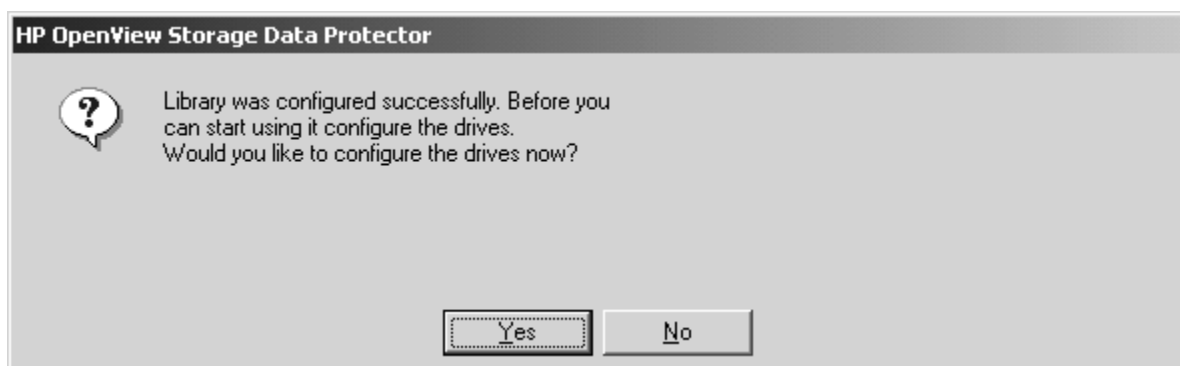 HP OpenView Storage Data Protector
?
Library was configured successfully. Before you
can start using it configure the drives.
Would you like to configure the drives now?
Yes
No